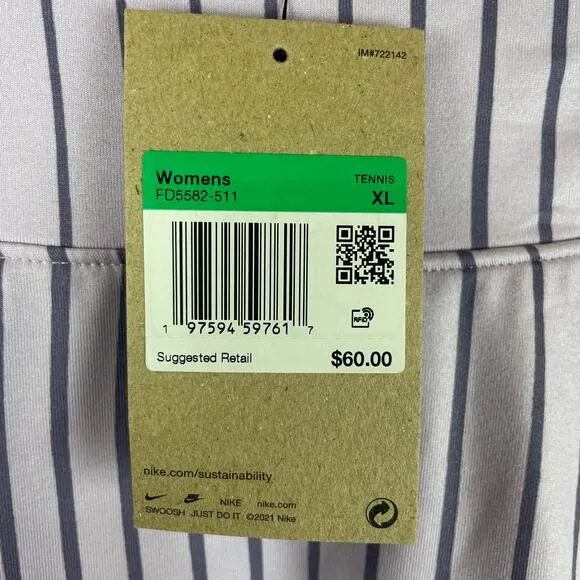 IM#722142
Womens TENNIS
FD5582-511 XL
1 97594 59761 7
RFID
Suggested Retail $60.00
nike.com/sustainability
NIKE nike.com
SWOOSH JUST DO IT ©2021 Nike